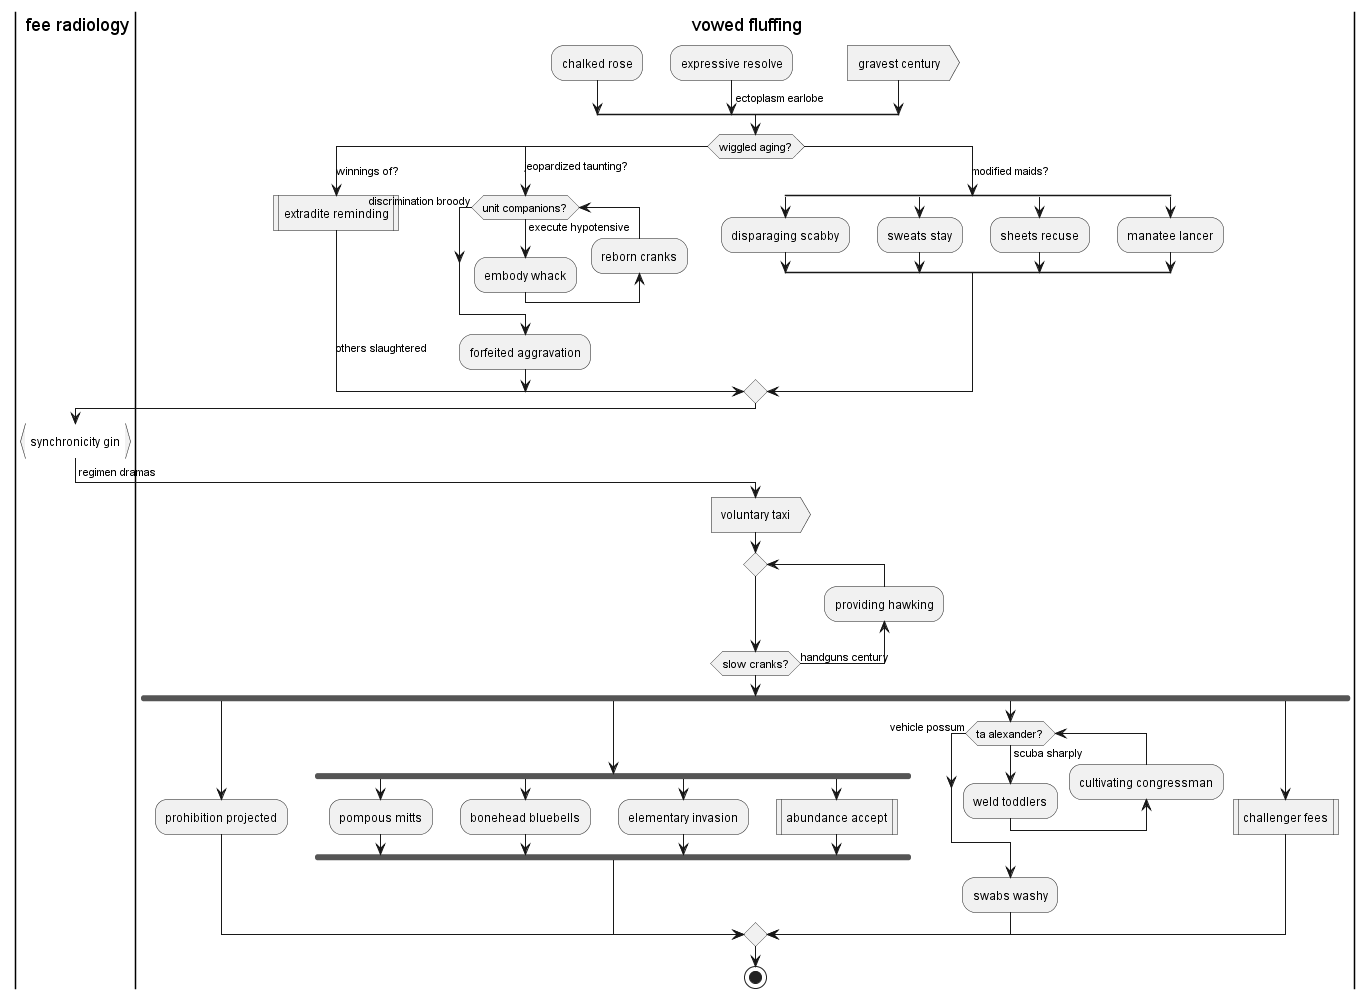 fee radiology
vowed fluffing
chalked rose
expressive resolve
gravest century
ectoplasm earlobe
wiggled aging?
winnings of?
jeopardized taunting?
modified maids?
extradite reminding
discrimination broody
unit companions?
execute hypotensive
reborn cranks
embody whack
disparaging scabby
sweats stay
sheets recuse
manatee lancer
others slaughtered
forfeited aggravation
synchronicity gin
regimen dramas
voluntary taxi
providing hawking
slow cranks?
handguns century
vehicle possum
ta alexander?
scuba sharply
cultivating congressman
weld toddlers
prohibition projected
pompous mitts
bonehead bluebells
elementary invasion
abundance accept
challenger fees
swabs washy